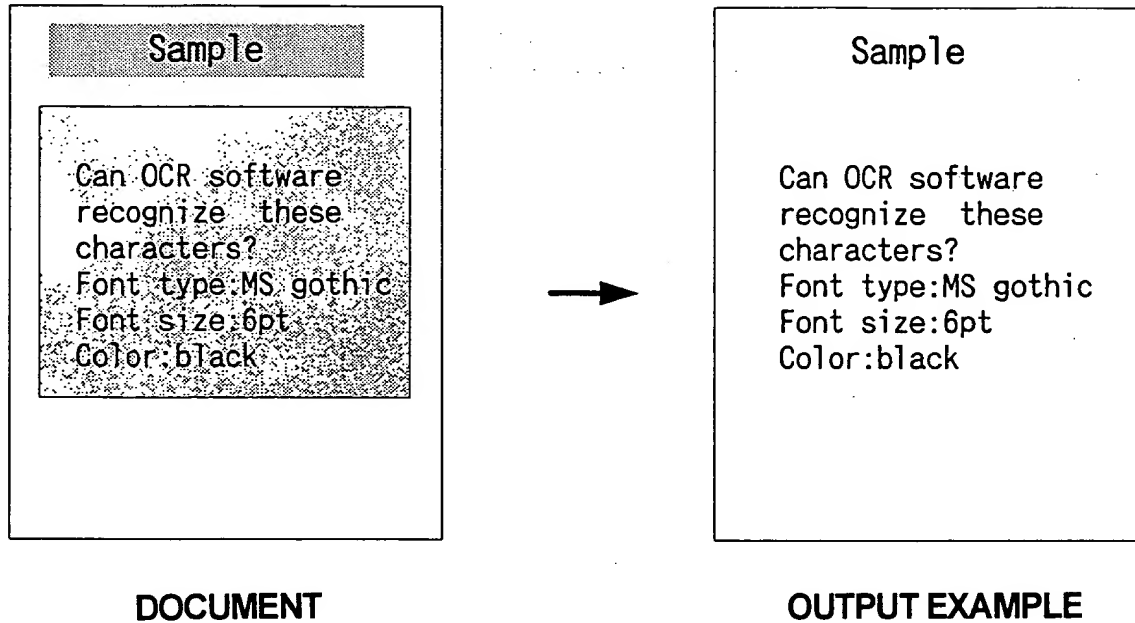 Sample
Can OCR software
recognize these
characters?
Font type:MS gothic
Font size:6pt
Color:black
DOCUMENT
Sample
Can OCR software
recognize these
characters?
Font type:MS gothic
Font size:6pt
Color:black
OUTPUT EXAMPLE